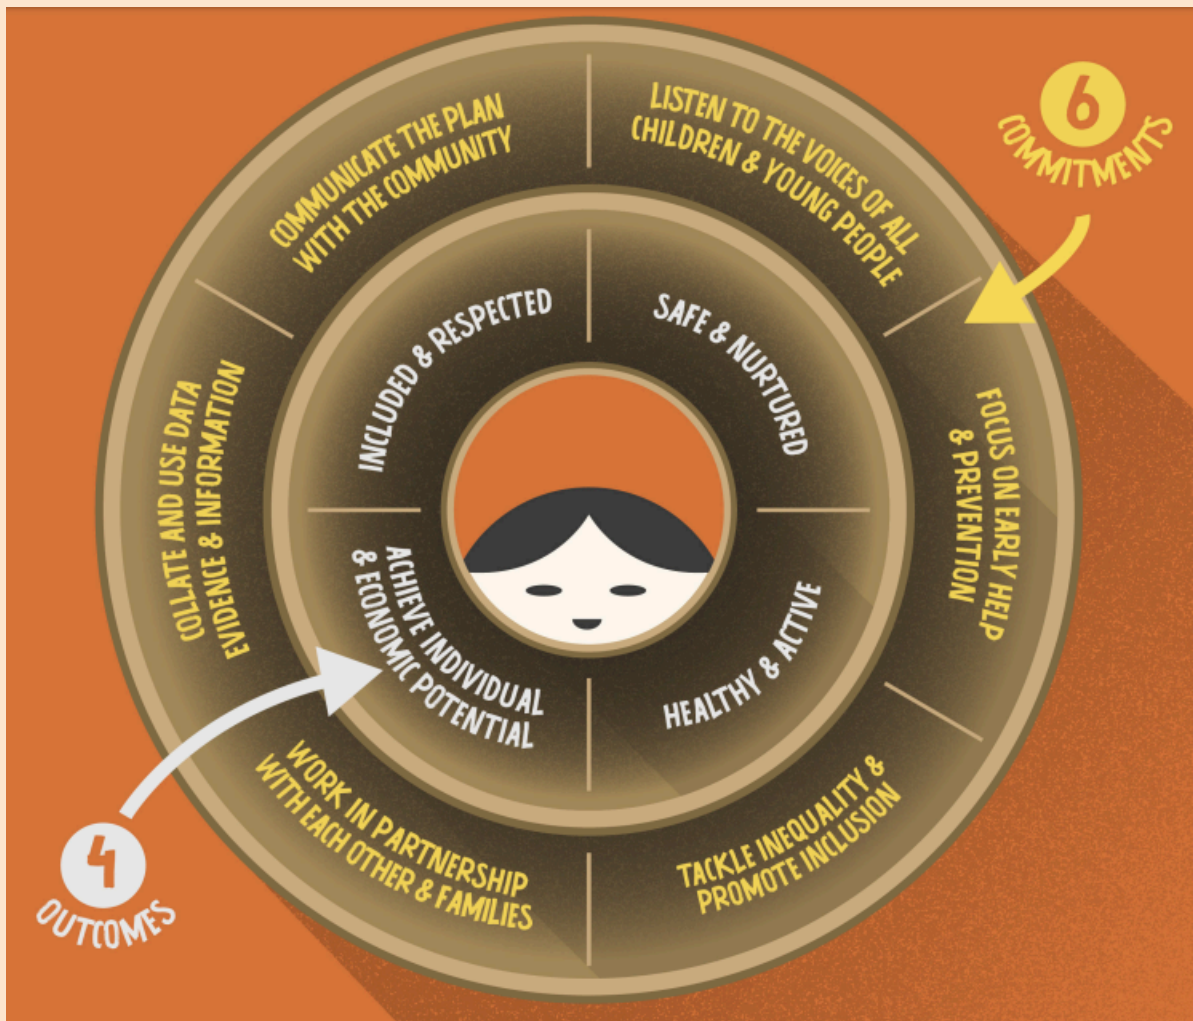 6
COMMITMENTS
LISTEN TO THE VOICES OF ALL
CHILDREN & YOUNG PEOPLE
FOCUS ON EARLY HELP
& PREVENTION
TACKLE INEQUALITY &
PROMOTE INCLUSION
WORK IN PARTNERSHIP
WITH EACH OTHER & FAMILIES
COLLATE AND USE DATA
EVIDENCE & INFORMATION
COMMUNICATE THE PLAN
WITH THE COMMUNITY
SAFE & NURTURED
HEALTHY & ACTIVE
ACHIEVE INDIVIDUAL
& ECONOMIC POTENTIAL
INCLUDED & RESPECTED
4
OUTCOMES